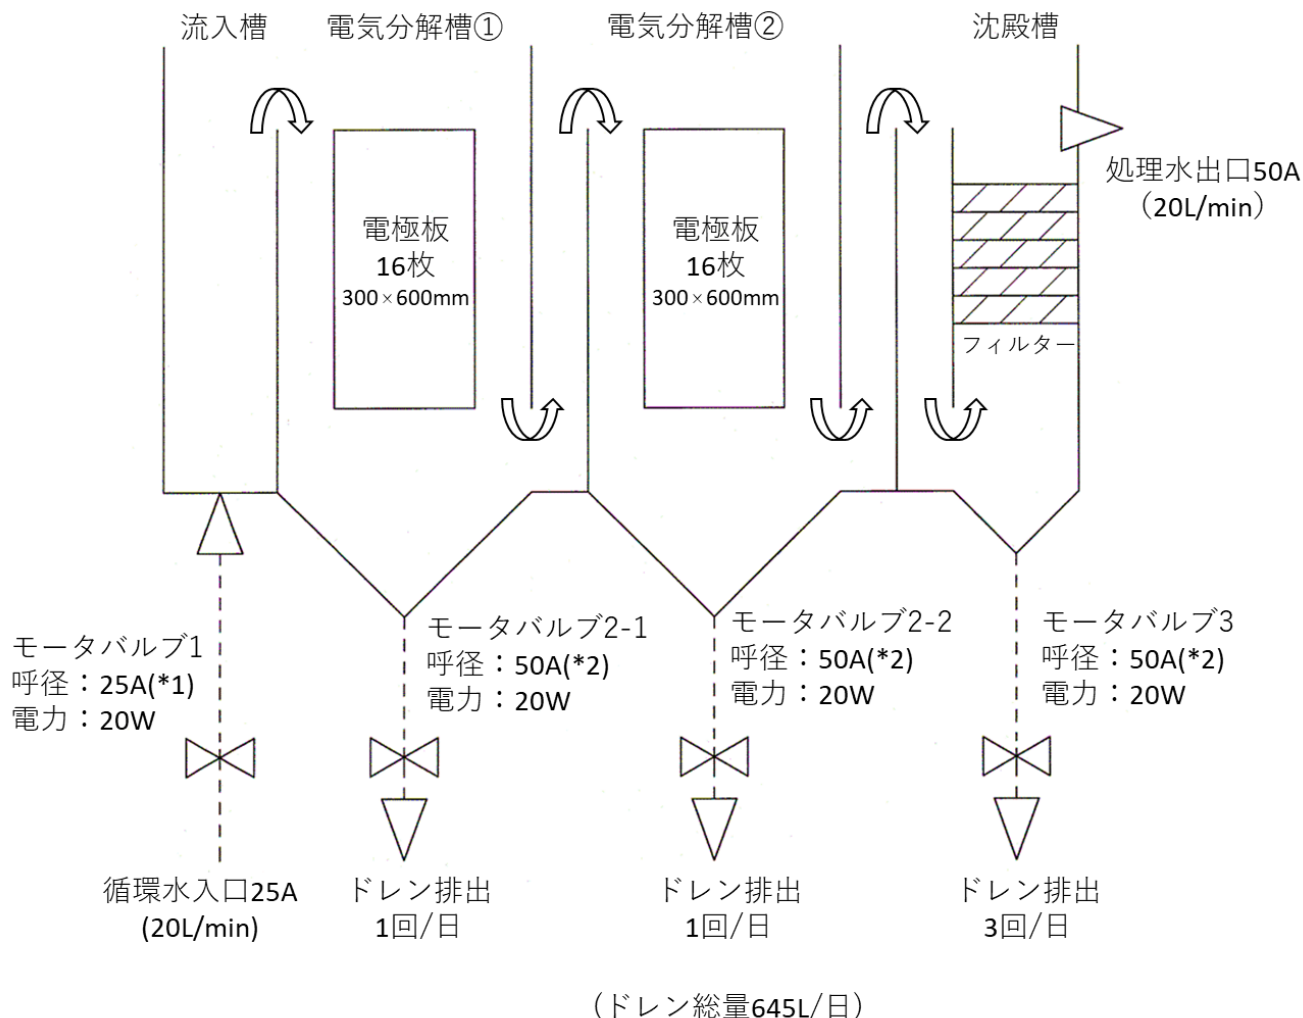 流入槽
電気分解槽①
電気分解槽②
沈殿槽
処理水出口50A
（20L/min）
電極板
16枚
300×600mm
電極板
16枚
300×600mm
フィルター
モータバルブ1
呼径：25A(*1)
電力：20W
モータバルブ2-1
呼径：50A(*2)
電力：20W
モータバルブ2-2
呼径：50A(*2)
電力：20W
モータバルブ3
呼径：50A(*2)
電力：20W
循環水入口25A
(20L/min)
ドレン排出
1回/日
ドレン排出
1回/日
ドレン排出
3回/日
（ドレン総量645L/日）